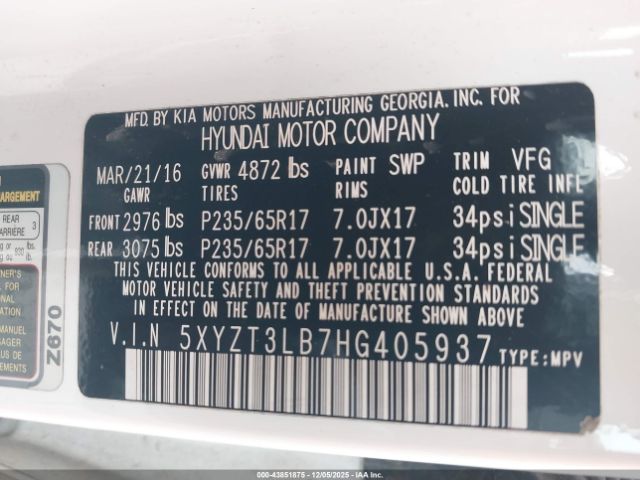 MFD. BY KIA MOTORS MANUFACTURING GEORGIA, INC. FOR
HYUNDAI MOTOR COMPANY
MAR/21/16 GVWR 4872 lbs PAINT SWP TRIM VFG
GAWR TIRES RIMS COLD TIRE INFL
FRONT 2976 lbs P235/65R17 7.0JX17 34psi SINGLE
REAR 3075 lbs P235/65R17 7.0JX17 34psi SINGLE
THIS VEHICLE CONFORMS TO ALL APPLICABLE U.S.A. FEDERAL
MOTOR VEHICLE SAFETY AND THEFT PREVENTION STANDARDS
IN EFFECT ON THE DATE OF MANUFACTURE SHOWN ABOVE
V.I.N 5XYZT3LB7HG405937 TYPE:MPV
REAR 3
Z670
000-43851875 12/05/2025 COPART